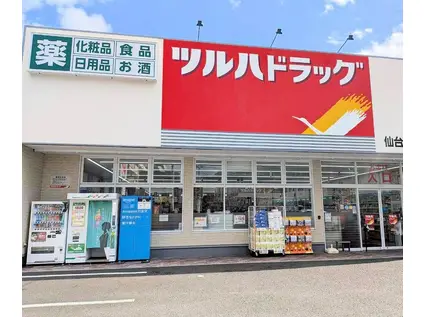 薬
化粧品 食品
日用品 お酒
ツルハドラッグ
仙台
入口